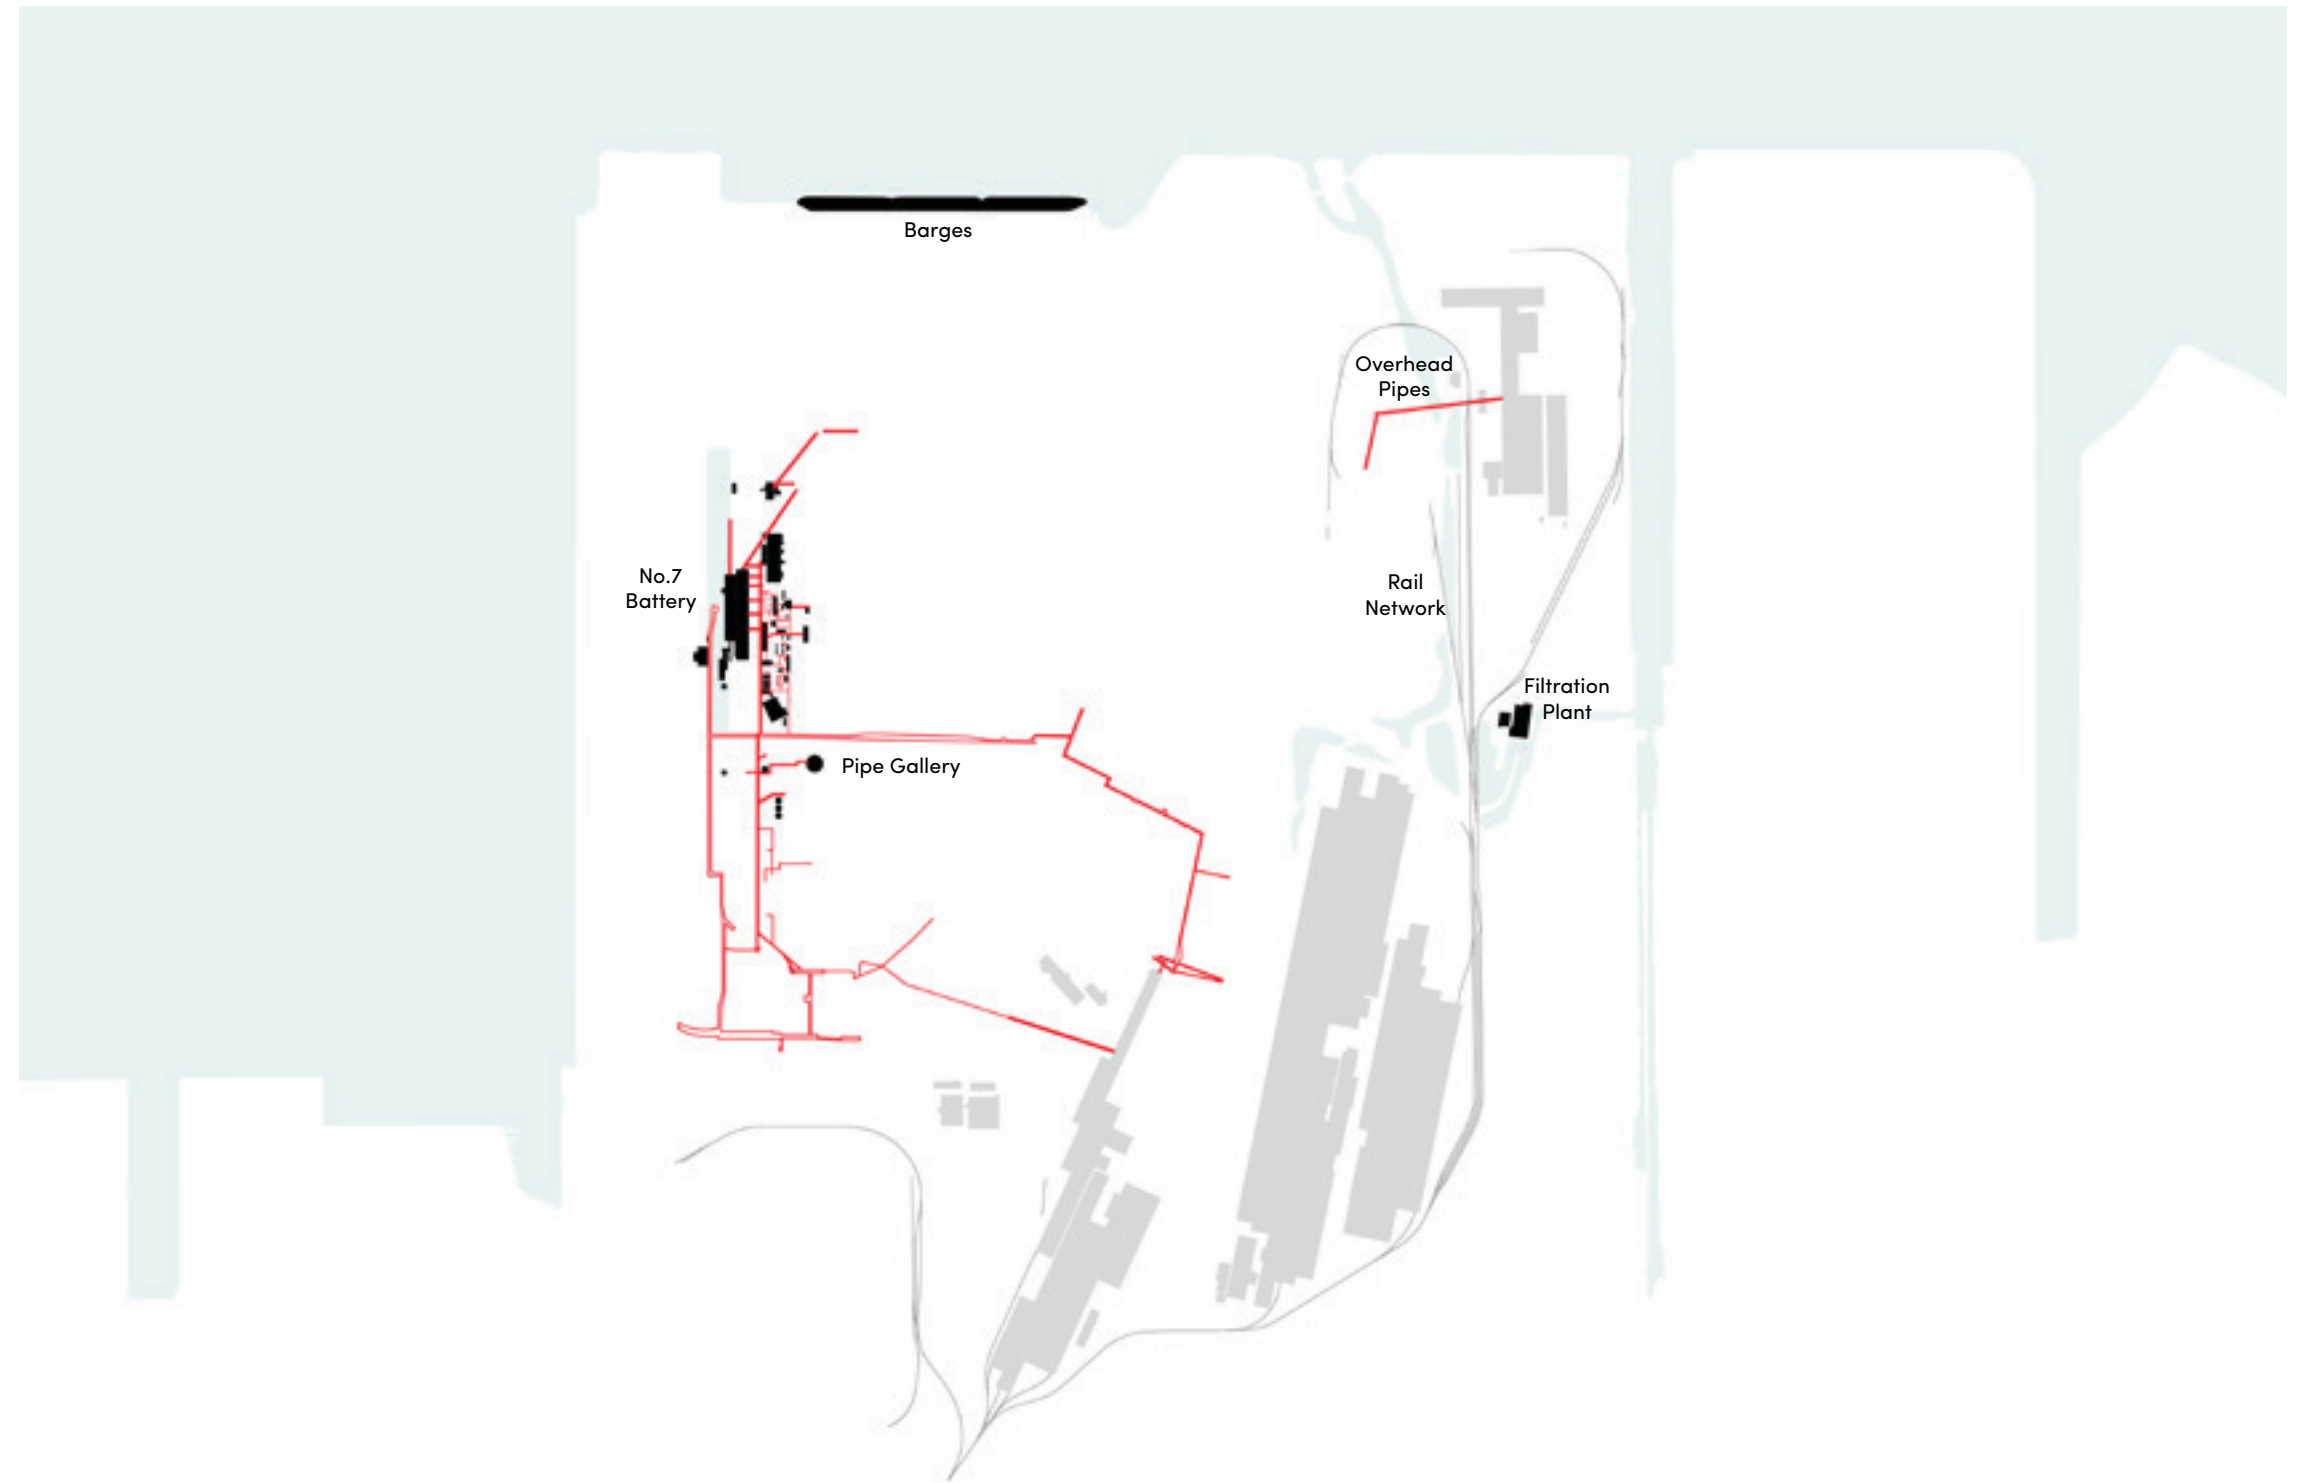 Barges
Overhead
Pipes
No.7
Battery
Rail
Network
Filtration
Plant
Pipe Gallery